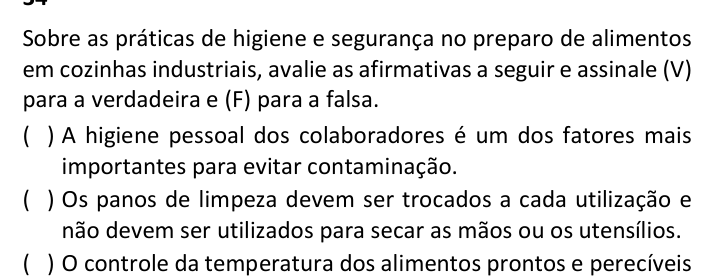 Sobre as práticas de higiene e segurança no preparo de alimentos
em cozinhas industriais, avalie as afirmativas a seguir e assinale (V)
para a verdadeira e (F) para a falsa.
( ) A higiene pessoal dos colaboradores é um dos fatores mais
importantes para evitar contaminação.
( ) Os panos de limpeza devem ser trocados a cada utilização e
não devem ser utilizados para secar as mãos ou os utensílios.
( ) O controle da temperatura dos alimentos prontos e perecíveis